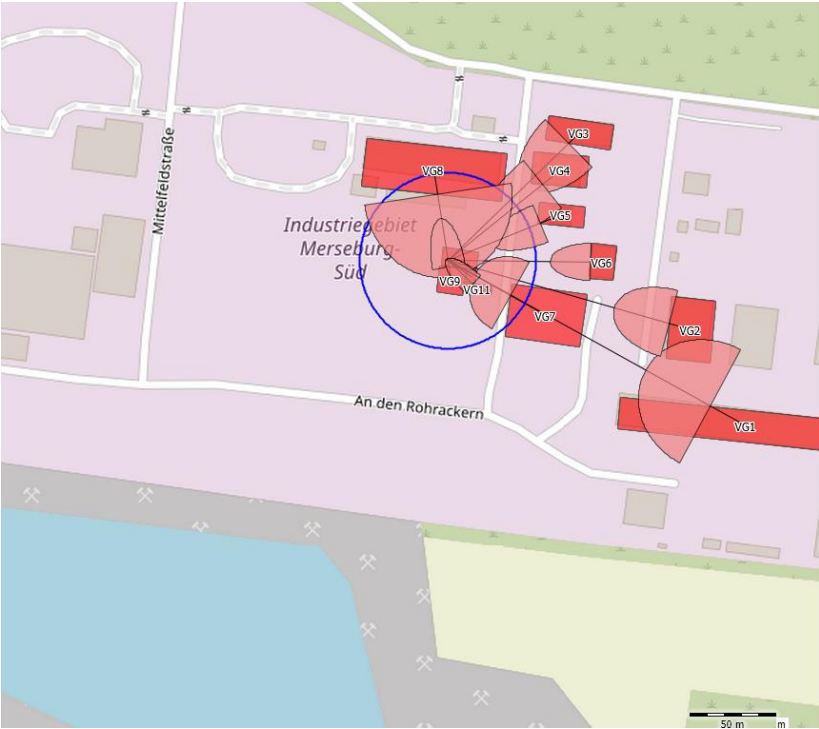 VG3
VG8
VG4
Mittelfeldstraße
VG5
Industriegebiet
Merseburg-
Süd
VG6
VG9
VG11
VG7
VG2
An den Rohrackern
VG1
50 m
m